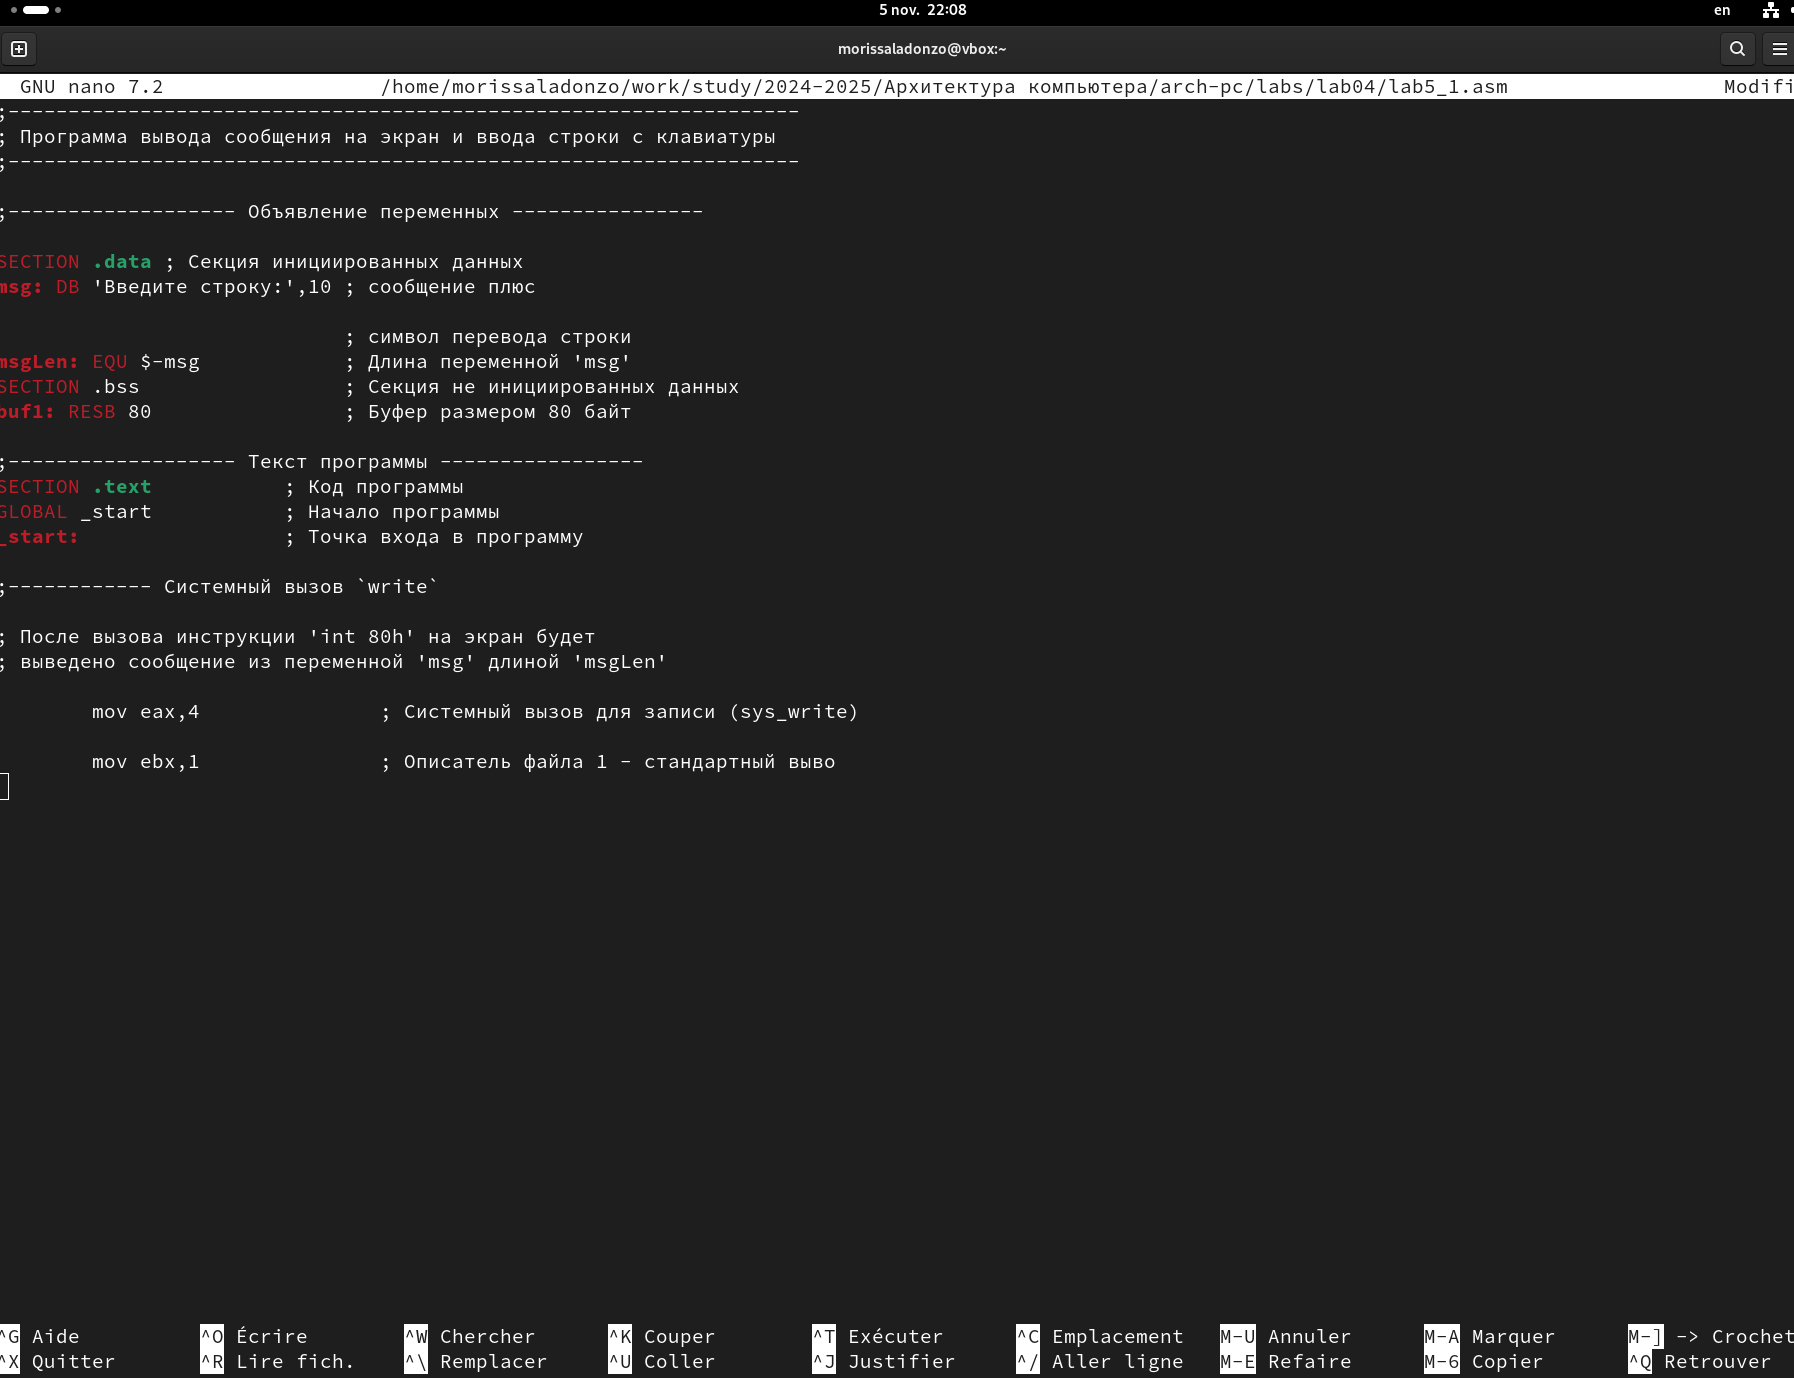 5 nov. 22:08
en
morissaladonzo@vbox:~
GNU nano 7.2 /home/morissaladonzo/work/study/2024-2025/Архитектура компьютера/arch-pc/labs/lab04/lab5_1.asm Modifi
;------------------------------------------------------------------
; Программа вывода сообщения на экран и ввода строки с клавиатуры
;------------------------------------------------------------------
;------------------- Объявление переменных ----------------
SECTION .data ; Секция инициированных данных
msg: DB 'Введите строку:',10 ; сообщение плюс
; символ перевода строки
msgLen: EQU $-msg ; Длина переменной 'msg'
SECTION .bss ; Секция не инициированных данных
buf1: RESB 80 ; Буфер размером 80 байт
;------------------- Текст программы -----------------
SECTION .text ; Код программы
GLOBAL _start ; Начало программы
_start: ; Точка входа в программу
;------------ Системный вызов `write`
; После вызова инструкции 'int 80h' на экран будет
; выведено сообщение из переменной 'msg' длиной 'msgLen'
mov eax,4 ; Системный вызов для записи (sys_write)
mov ebx,1 ; Описатель файла 1 - стандартный выво
^G Aide ^O Écrire ^W Chercher ^K Couper ^T Exécuter ^C Emplacement M-U Annuler M-A Marquer M-] -> Crochet
^X Quitter ^R Lire fich. ^\ Remplacer ^U Coller ^J Justifier ^/ Aller ligne M-E Refaire M-6 Copier ^Q Retrouver